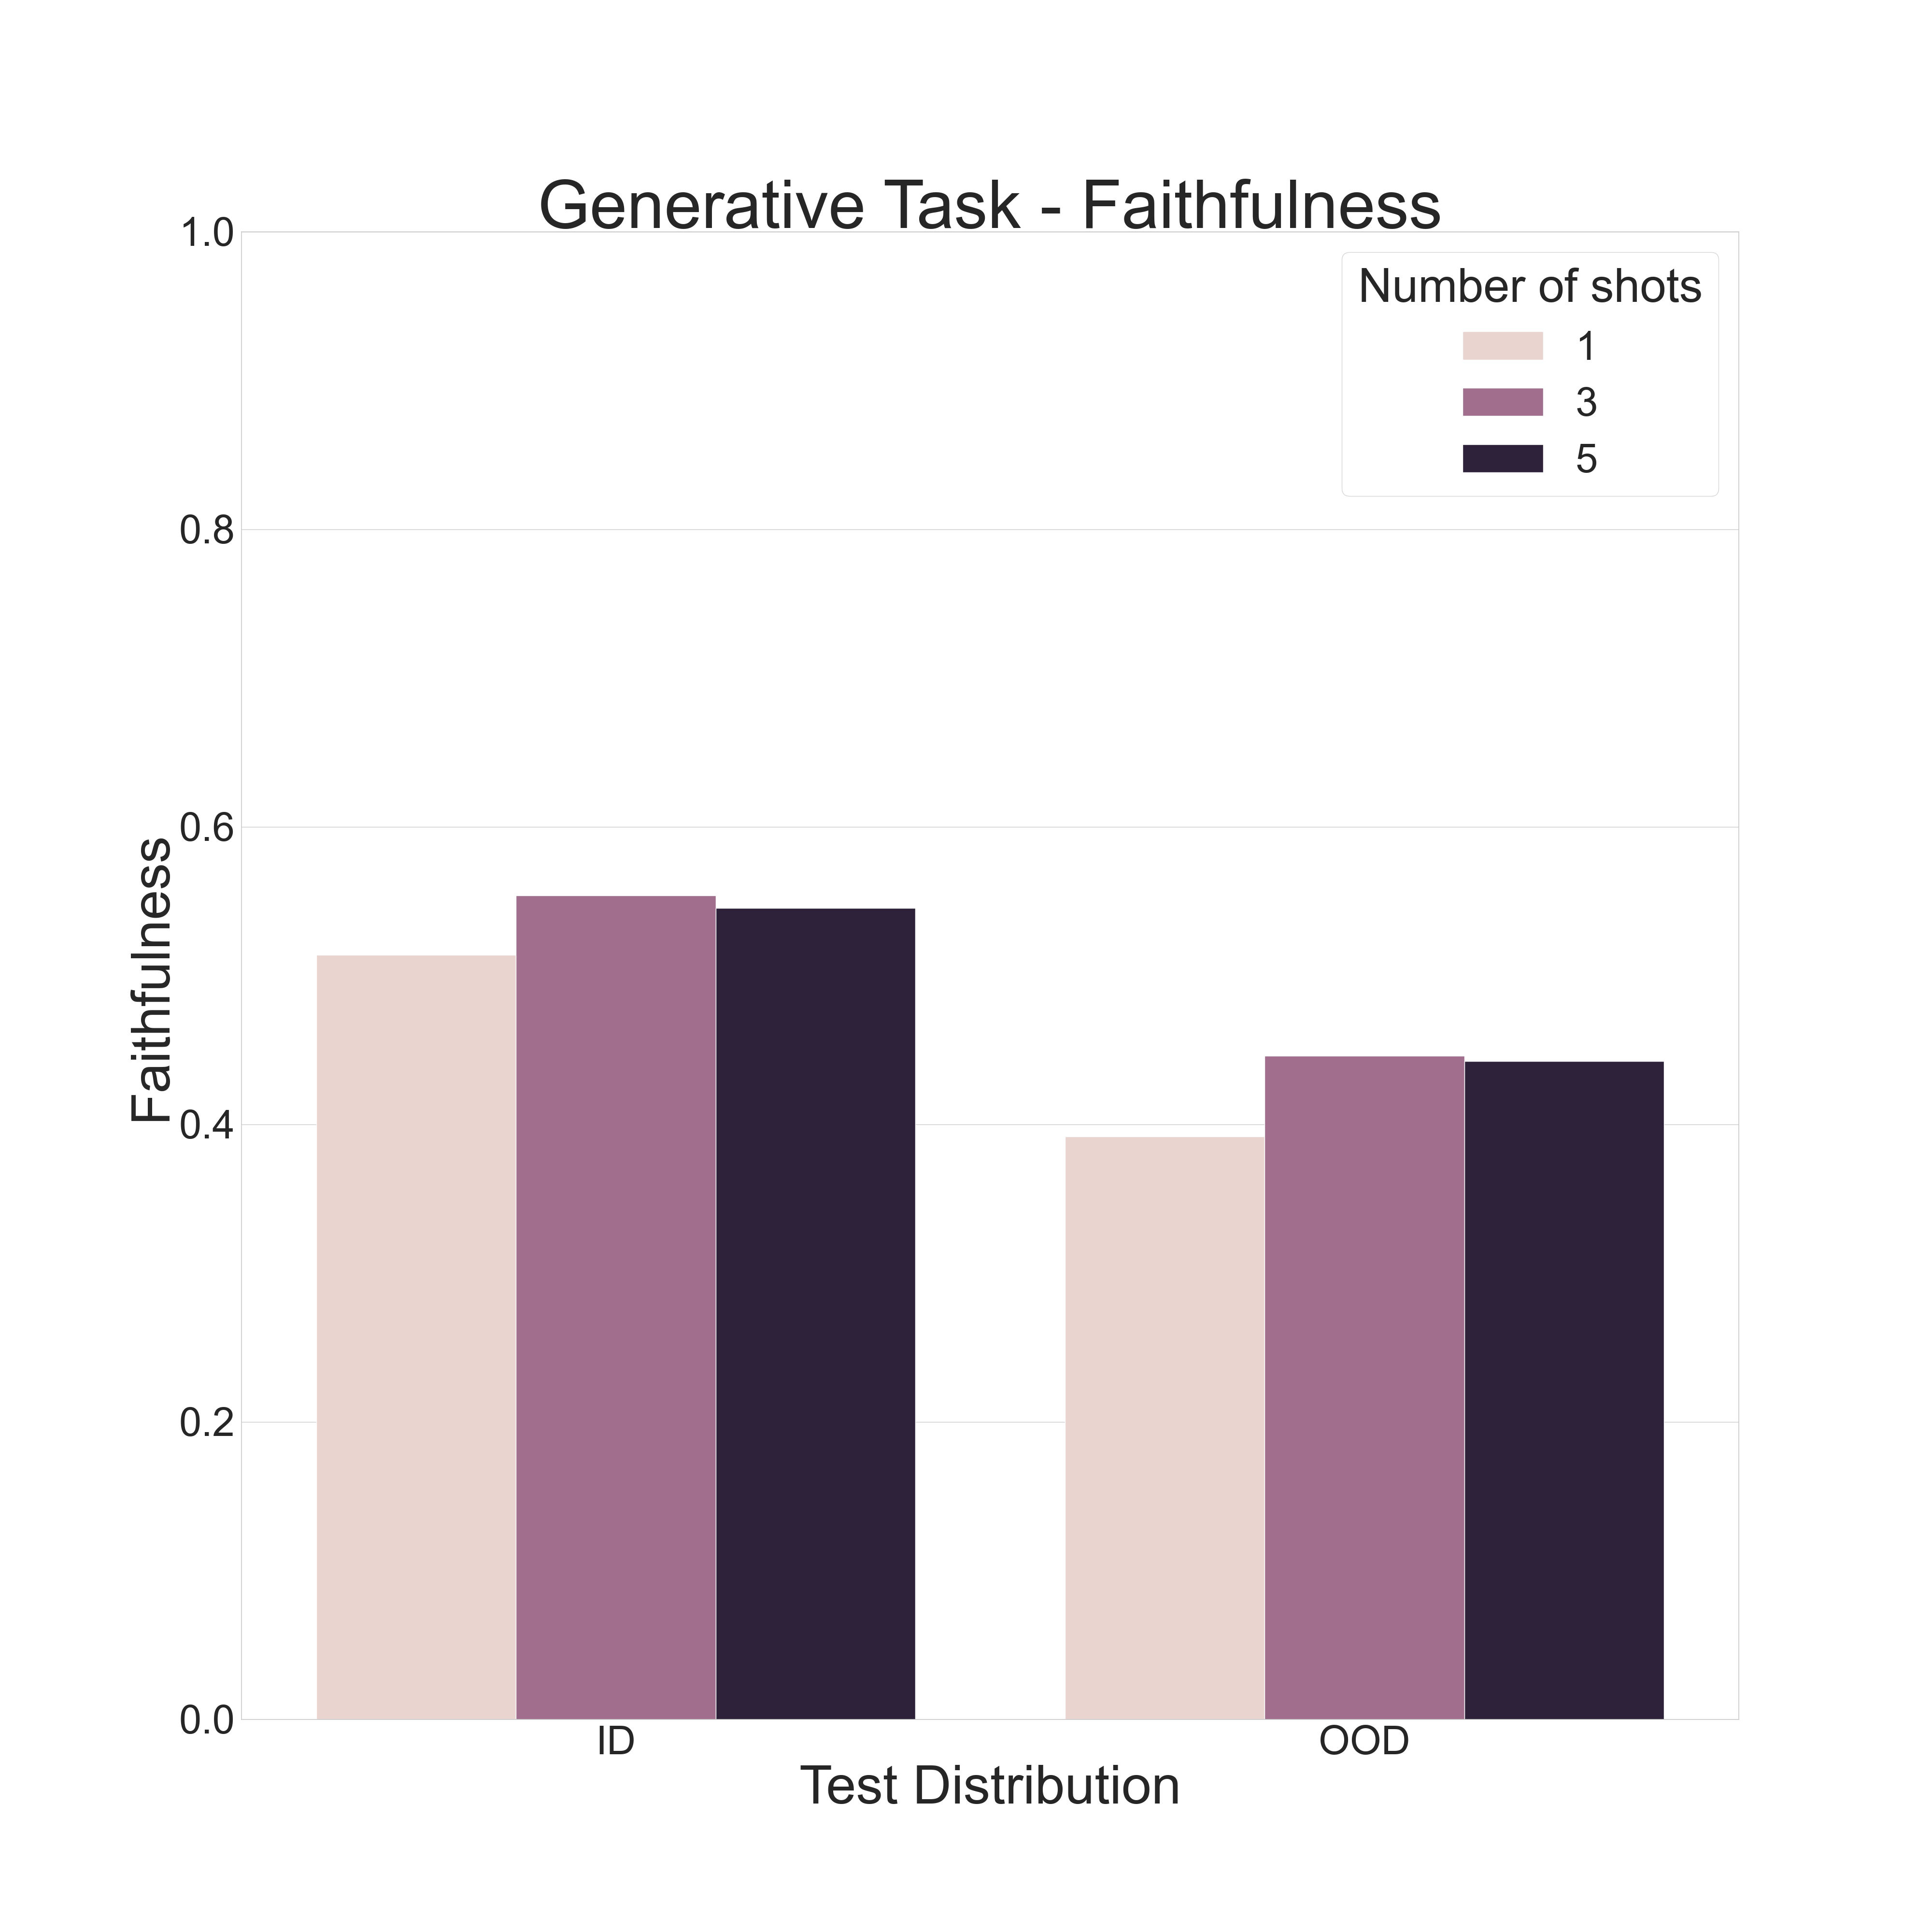 Generative Task - Faithfulness
1.0
0.8
0.6
0.4
0.2
0.0
Faithfulness
Number of shots
1
3
5
ID
OOD
Test Distribution